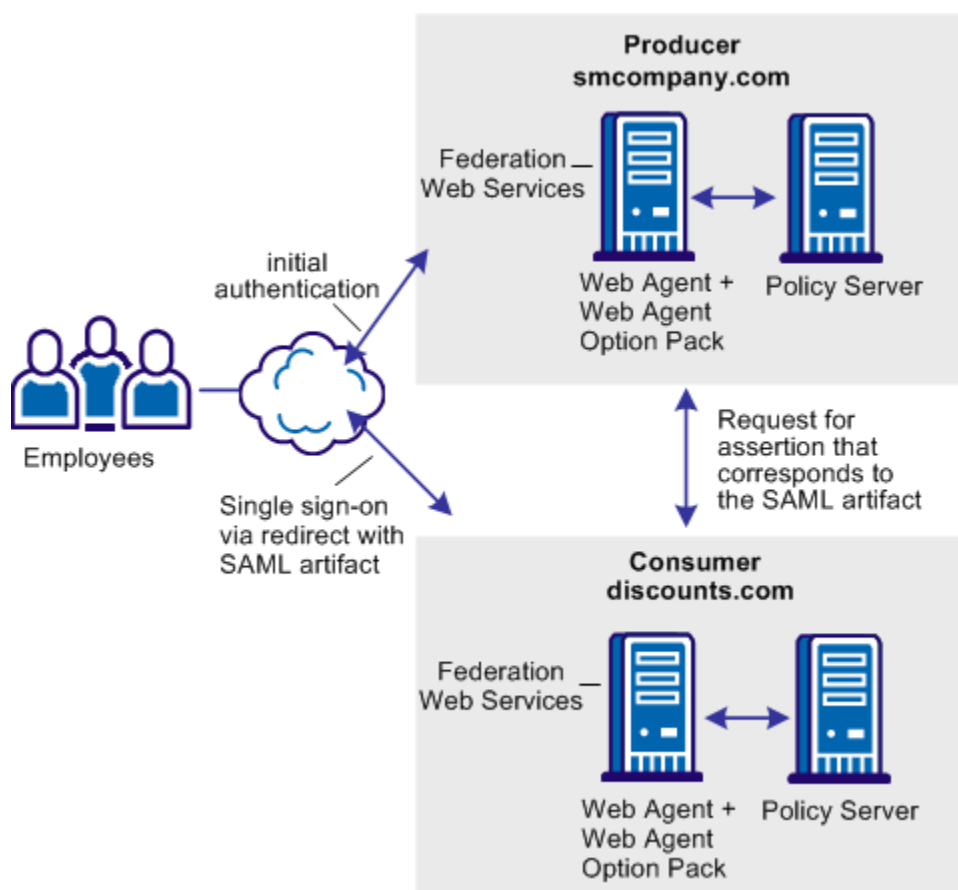 Producer
smcompany.com
Federation
Web Services
Web Agent +
Web Agent
Option Pack
Policy Server
initial
authentication
Employees
Single sign-on
via redirect with
SAML artifact
Request for
assertion that
corresponds to
the SAML artifact
Consumer
discounts.com
Federation
Web Services
Web Agent +
Web Agent
Option Pack
Policy Server